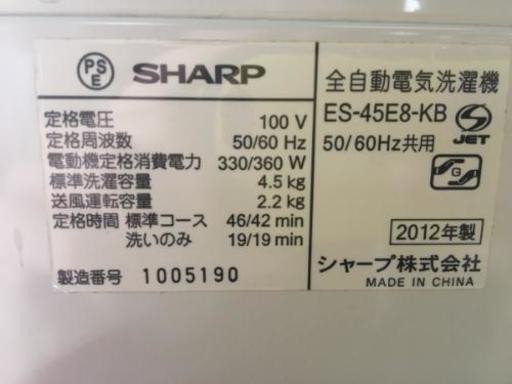 PS
E
SHARP
定格電圧 100 V
定格周波数 50/60 Hz
電動機定格消費電力 330/360 W
標準洗濯容量 4.5 kg
送風運転容量 2.2 kg
定格時間 標準コース 46/42 min
洗いのみ 19/19 min
製造番号 1005190
全自動電気洗濯機
ES-45E8-KB
S
JET
50/60Hz共用
G
2012年製
シャープ株式会社
MADE IN CHINA